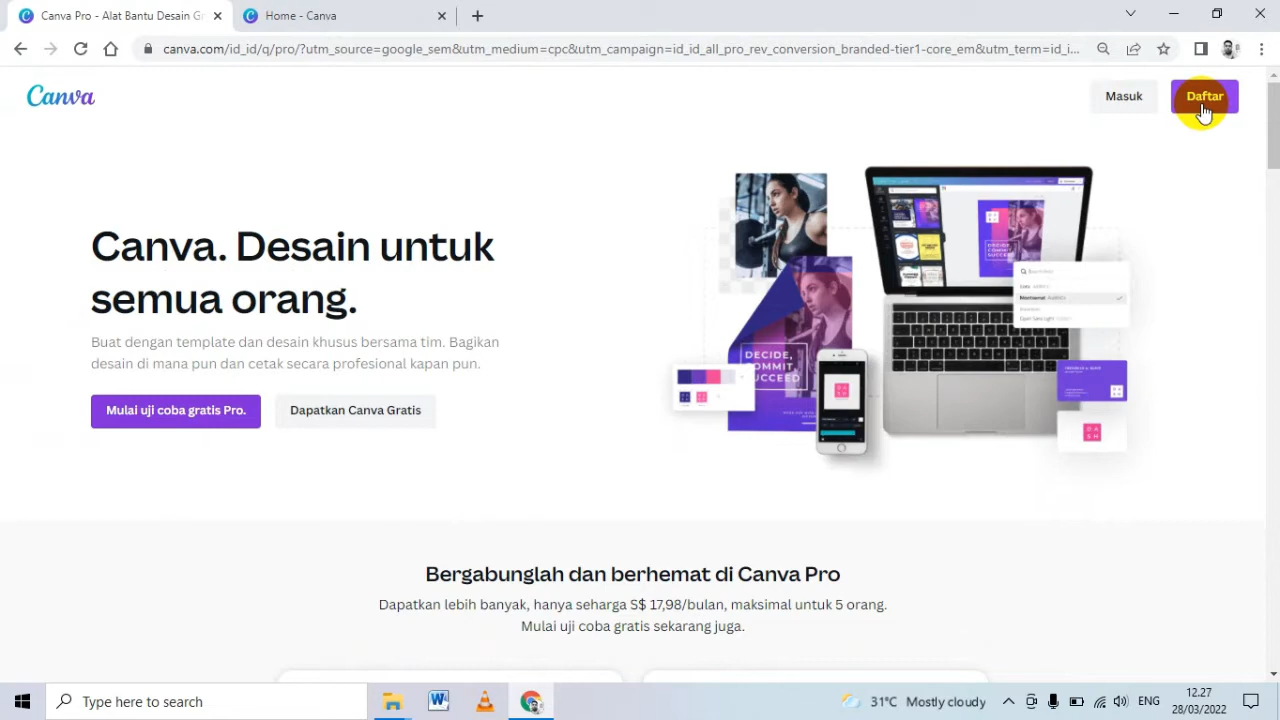 Canva Pro - Alat Bantu Desain Gr
Home - Canva
canva.com/id_id/q/pro/?utm_source=google_sem&utm_medium=cpc&utm_campaign=id_id_all_pro_rev_conversion_branded-tier1-core_em&utm_term=id_i...
Canva
Masuk
Daftar
Canva. Desain untuk
semua orang.
Buat dengan template dan desain khusus bersama tim. Bagikan
desain di mana pun dan cetak secara profesional kapan pun.
Mulai uji coba gratis Pro.
Dapatkan Canva Gratis
DECIDE,
COMMIT
SUCCEED
Bergabunglah dan berhemat di Canva Pro
Dapatkan lebih banyak, hanya seharga S$ 17,98/bulan, maksimal untuk 5 orang.
Mulai uji coba gratis sekarang juga.
Type here to search
31°C Mostly cloudy
ENG
12.27
28/03/2022